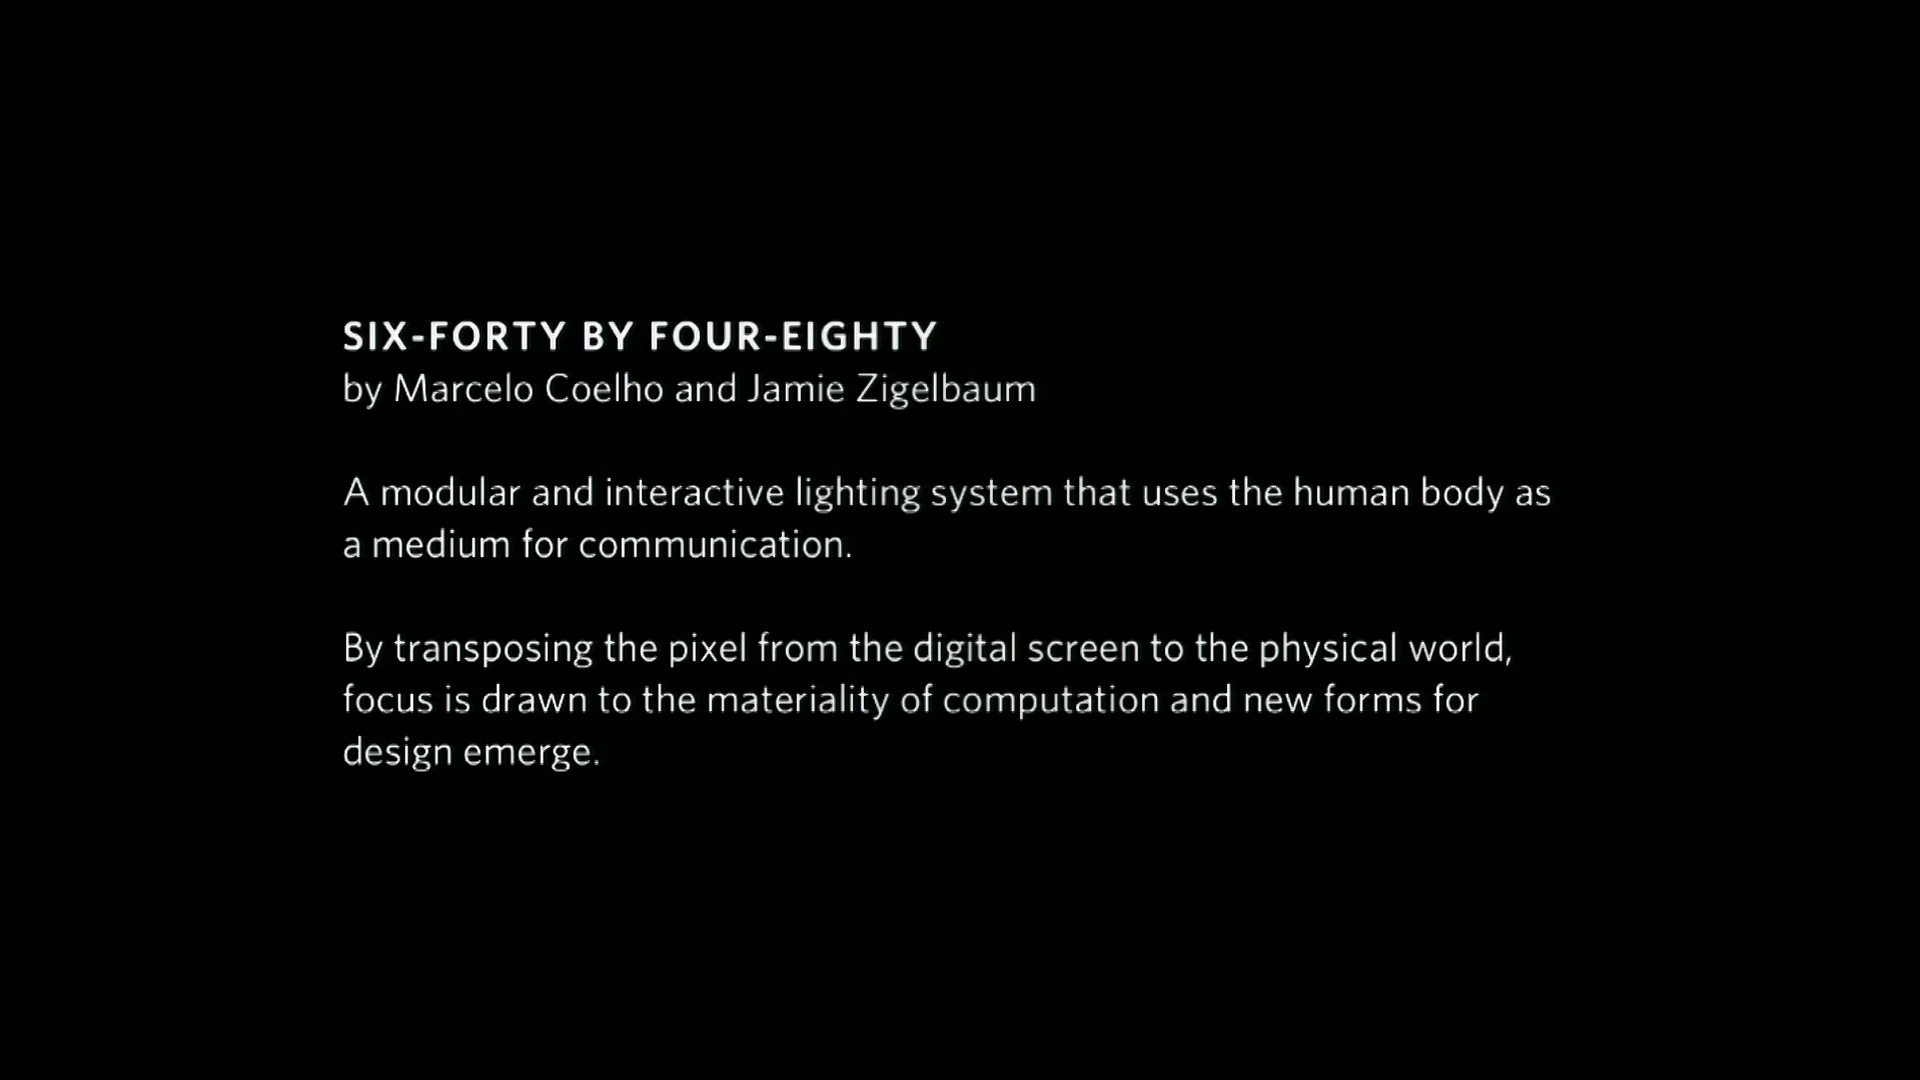 SIX-FORTY BY FOUR-EIGHTY
by Marcelo Coelho and Jamie Zigelbaum
A modular and interactive lighting system that uses the human body as
a medium for communication.
By transposing the pixel from the digital screen to the physical world,
focus is drawn to the materiality of computation and new forms for
design emerge.